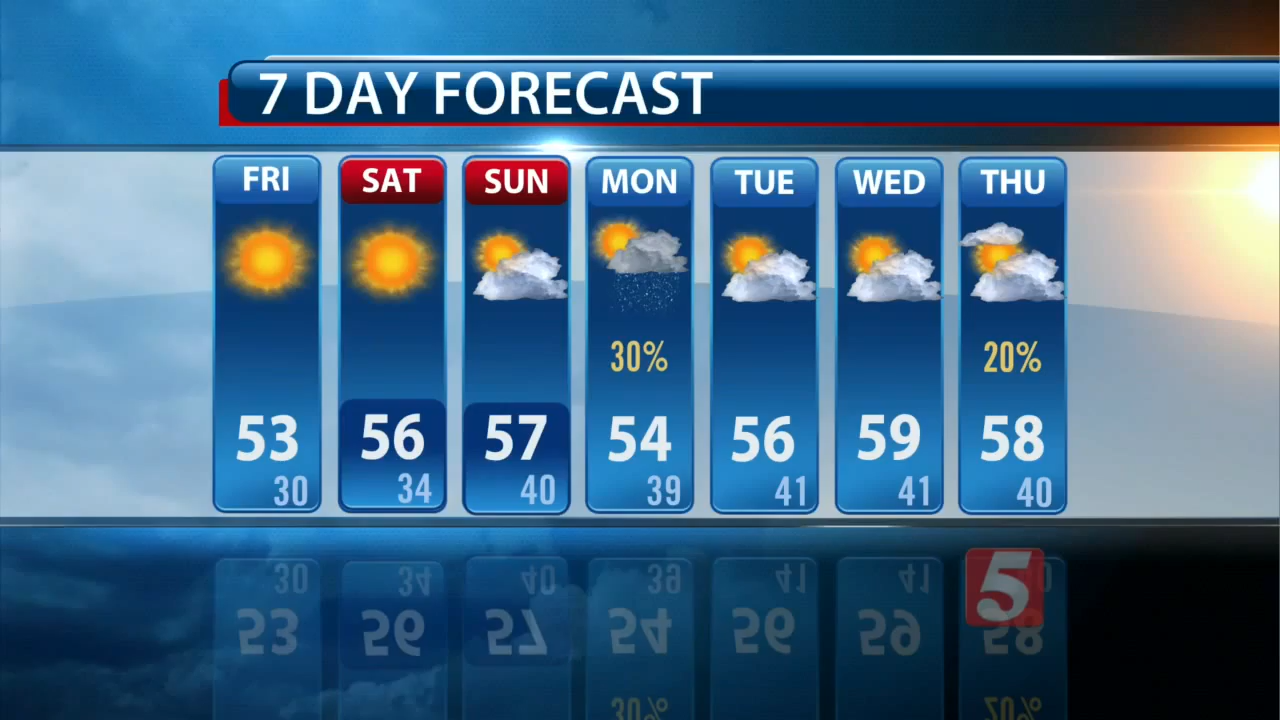 7 DAY FORECAST
FRI SAT SUN MON TUE WED THU
30% 20%
53 56 57 54 56 59 58
30 34 40 39 41 41 40
5